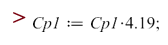 > Cp1 := Cp1·4.19;